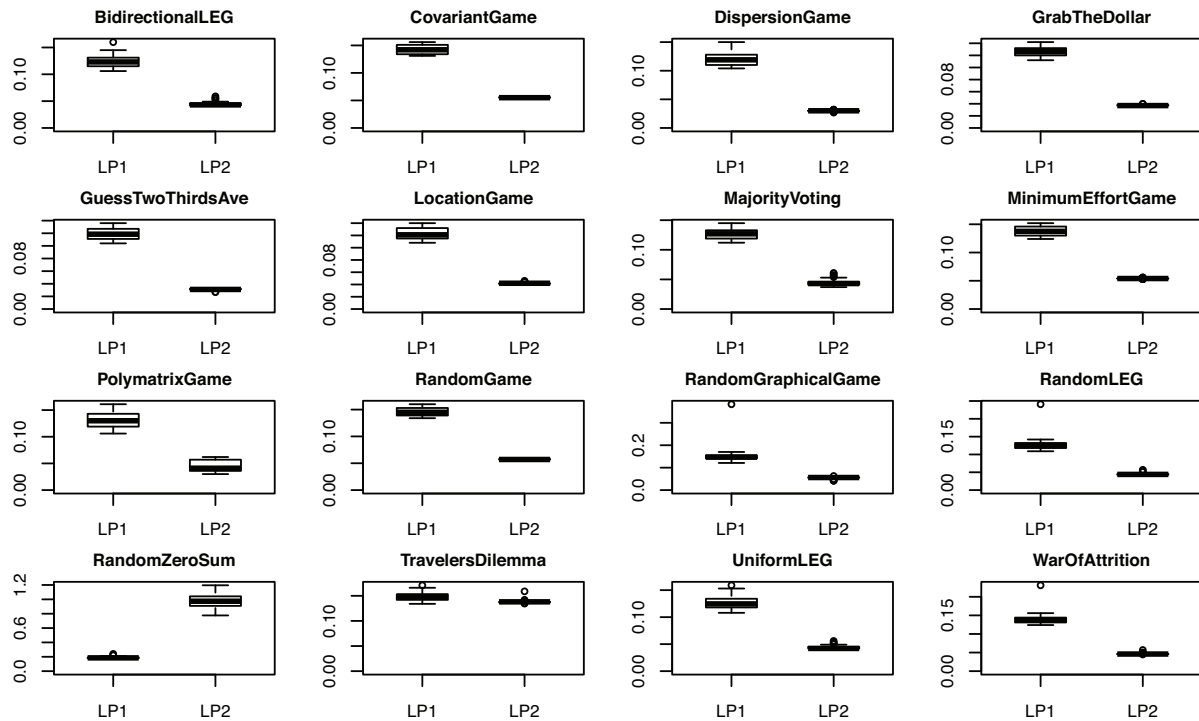 BidirectionalLEG CovariantGame DispersionGame GrabTheDollar
0.00 0.10 0.00 0.10 0.00 0.10 0.00 0.08
LP1 LP2 LP1 LP2 LP1 LP2 LP1 LP2
GuessTwoThirdsAve LocationGame MajorityVoting MinimumEffortGame
0.00 0.08 0.00 0.08 0.00 0.10 0.00 0.10
LP1 LP2 LP1 LP2 LP1 LP2 LP1 LP2
PolymatrixGame RandomGame RandomGraphicalGame RandomLEG
0.00 0.10 0.00 0.10 0.0 0.2 0.00 0.15
LP1 LP2 LP1 LP2 LP1 LP2 LP1 LP2
RandomZeroSum TravelersDilemma UniformLEG WarOfAttrition
0.0 0.6 1.2 0.00 0.10 0.00 0.10 0.00 0.15
LP1 LP2 LP1 LP2 LP1 LP2 LP1 LP2